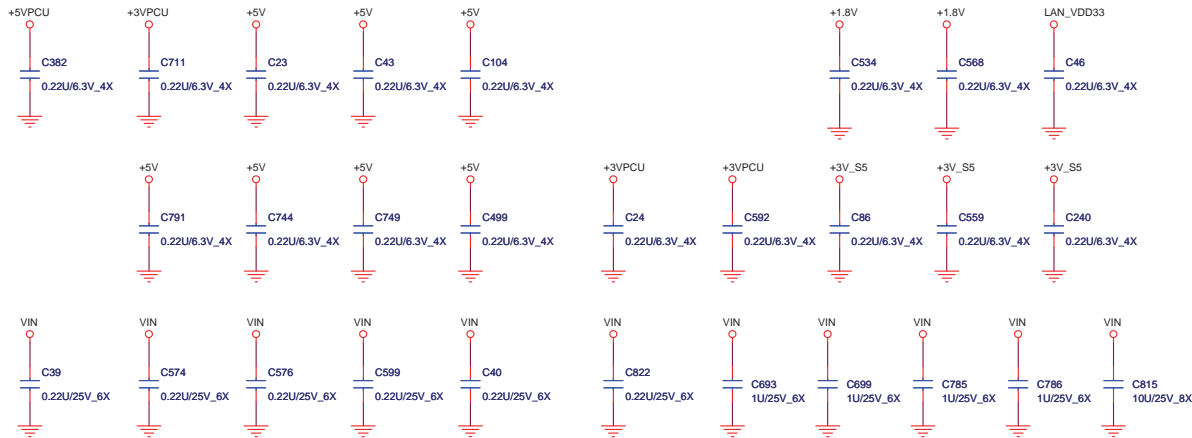 +5VPCU +3VPCU +5V +5V +5V +1.8V +1.8V LAN_VDD33
C382 C711 C23 C43 C104 C534 C568 C46
0.22U/6.3V_4X 0.22U/6.3V_4X 0.22U/6.3V_4X 0.22U/6.3V_4X 0.22U/6.3V_4X 0.22U/6.3V_4X 0.22U/6.3V_4X 0.22U/6.3V_4X
+5V +5V +5V +5V +3VPCU +3VPCU +3V_S5 +3V_S5 +3V_S5
C791 C744 C749 C499 C24 C592 C86 C559 C240
0.22U/6.3V_4X 0.22U/6.3V_4X 0.22U/6.3V_4X 0.22U/6.3V_4X 0.22U/6.3V_4X 0.22U/6.3V_4X 0.22U/6.3V_4X 0.22U/6.3V_4X 0.22U/6.3V_4X
VIN VIN VIN VIN VIN VIN VIN VIN VIN VIN VIN
C39 C574 C576 C599 C40 C822 C693 C699 C785 C786 C815
0.22U/25V_6X 0.22U/25V_6X 0.22U/25V_6X 0.22U/25V_6X 0.22U/25V_6X 0.22U/25V_6X 1U/25V_6X 1U/25V_6X 1U/25V_6X 1U/25V_6X 10U/25V_8X